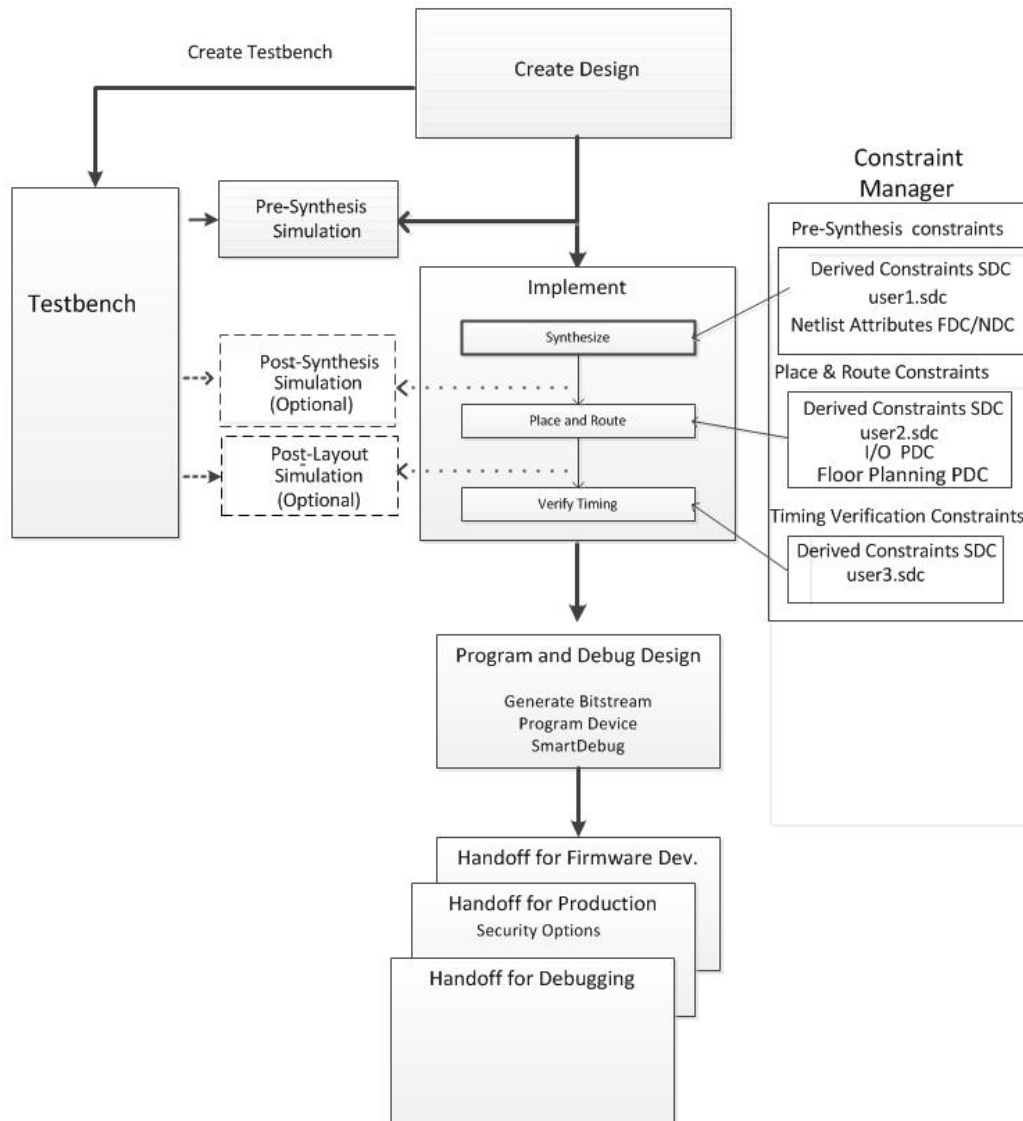 Create Testbench
Create Design
Constraint
Manager
Pre-Synthesis
Simulation
Testbench
Pre-Synthesis constraints
Derived Constraints SDC
user1.sdc
Netlist Attributes FDC/NDC
Implement
Synthesize
Post-Synthesis
Simulation
(Optional)
Place & Route Constraints
Place and Route
Derived Constraints SDC
user2.sdc
I/O PDC
Floor Planning PDC
Post-Layout
Simulation
(Optional)
Verify Timing
Timing Verification Constraints
Derived Constraints SDC
user3.sdc
Program and Debug Design
Generate Bitstream
Program Device
SmartDebug
Handoff for Firmware Dev.
Handoff for Production
Security Options
Handoff for Debugging